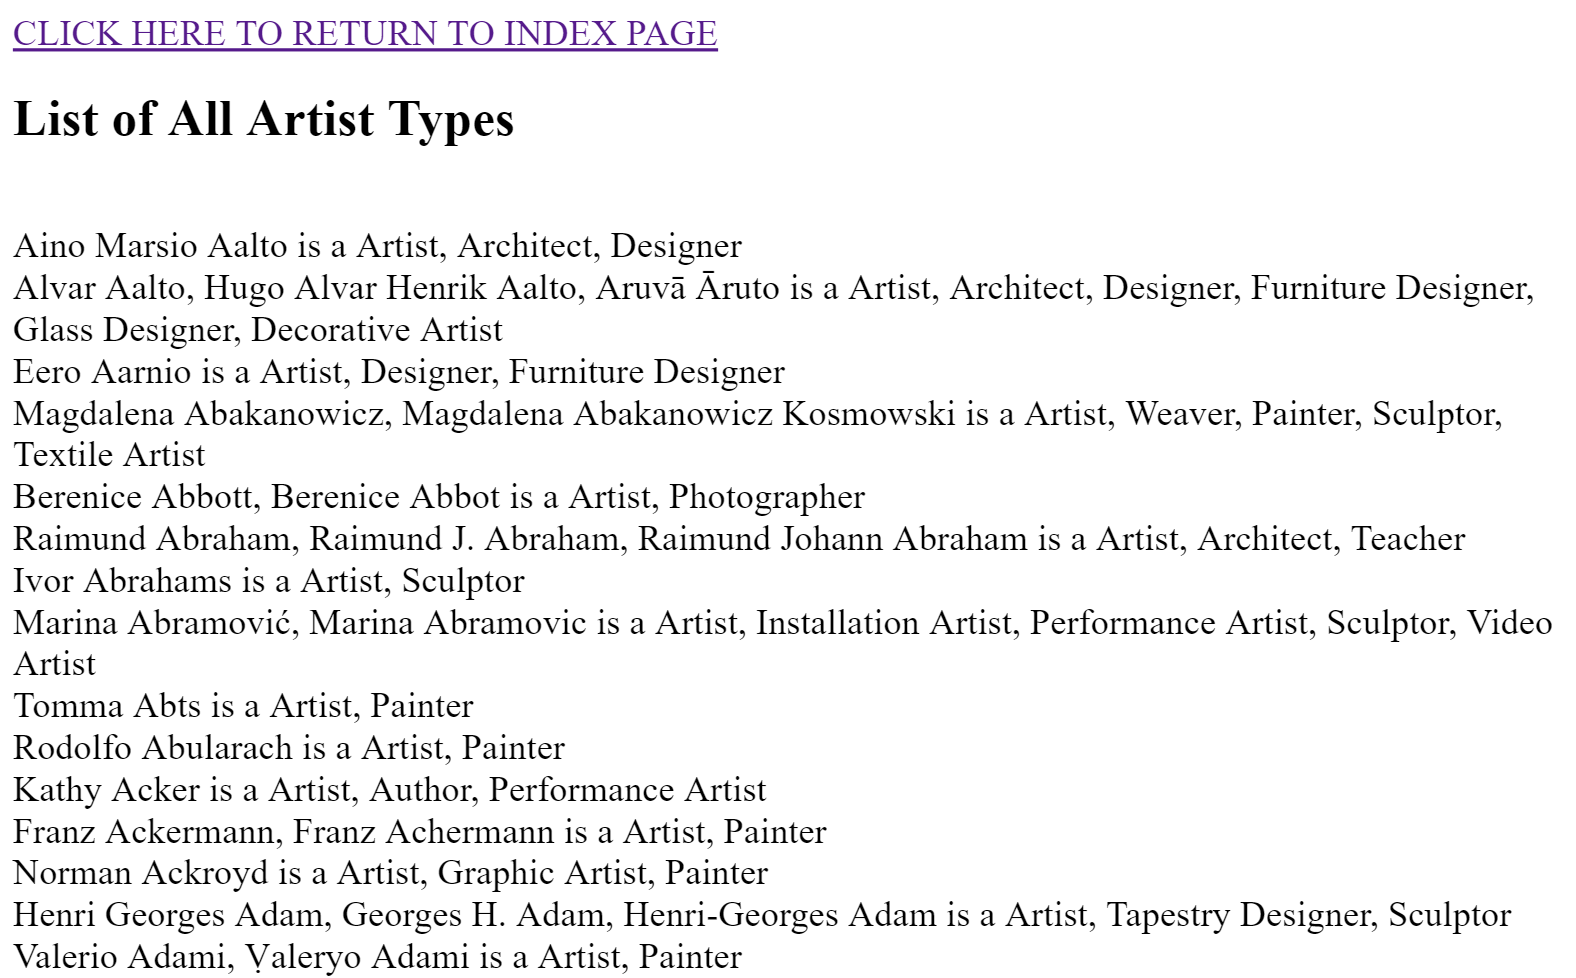 CLICK HERE TO RETURN TO INDEX PAGE
List of All Artist Types
Aino Marsio Aalto is a Artist, Architect, Designer
Alvar Aalto, Hugo Alvar Henrik Aalto, Aruvā Āruto is a Artist, Architect, Designer, Furniture Designer,
Glass Designer, Decorative Artist
Eero Aarnio is a Artist, Designer, Furniture Designer
Magdalena Abakanowicz, Magdalena Abakanowicz Kosmowski is a Artist, Weaver, Painter, Sculptor,
Textile Artist
Berenice Abbott, Berenice Abbot is a Artist, Photographer
Raimund Abraham, Raimund J. Abraham, Raimund Johann Abraham is a Artist, Architect, Teacher
Ivor Abrahams is a Artist, Sculptor
Marina Abramović, Marina Abramovic is a Artist, Installation Artist, Performance Artist, Sculptor, Video
Artist
Tomma Abts is a Artist, Painter
Rodolfo Abularach is a Artist, Painter
Kathy Acker is a Artist, Author, Performance Artist
Franz Ackermann, Franz Achermann is a Artist, Painter
Norman Ackroyd is a Artist, Graphic Artist, Painter
Henri Georges Adam, Georges H. Adam, Henri-Georges Adam is a Artist, Tapestry Designer, Sculptor
Valerio Adami, Ṿaleryo Adami is a Artist, Painter